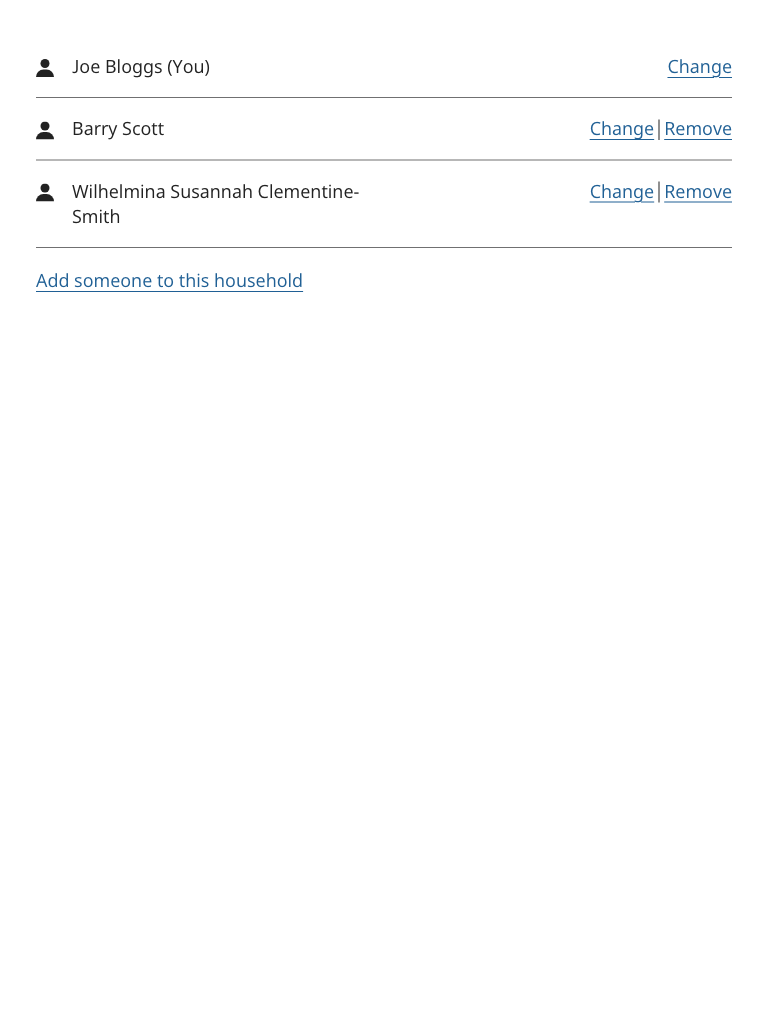 Joe Bloggs (You) Change
Barry Scott Change Remove
Wilhelmina Susannah Clementine- Change Remove
Smith
Add someone to this household